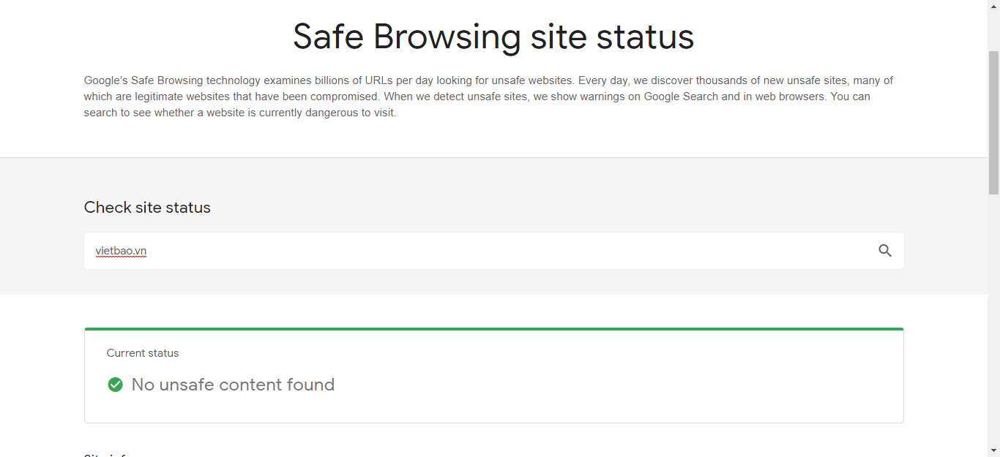 Safe Browsing site status
Google's Safe Browsing technology examines billions of URLs per day looking for unsafe websites. Every day, we discover thousands of new unsafe sites, many of
which are legitimate websites that have been compromised. When we detect unsafe sites, we show warnings on Google Search and in web browsers. You can
search to see whether a website is currently dangerous to visit.
Check site status
vietbao.vn
Current status
No unsafe content found